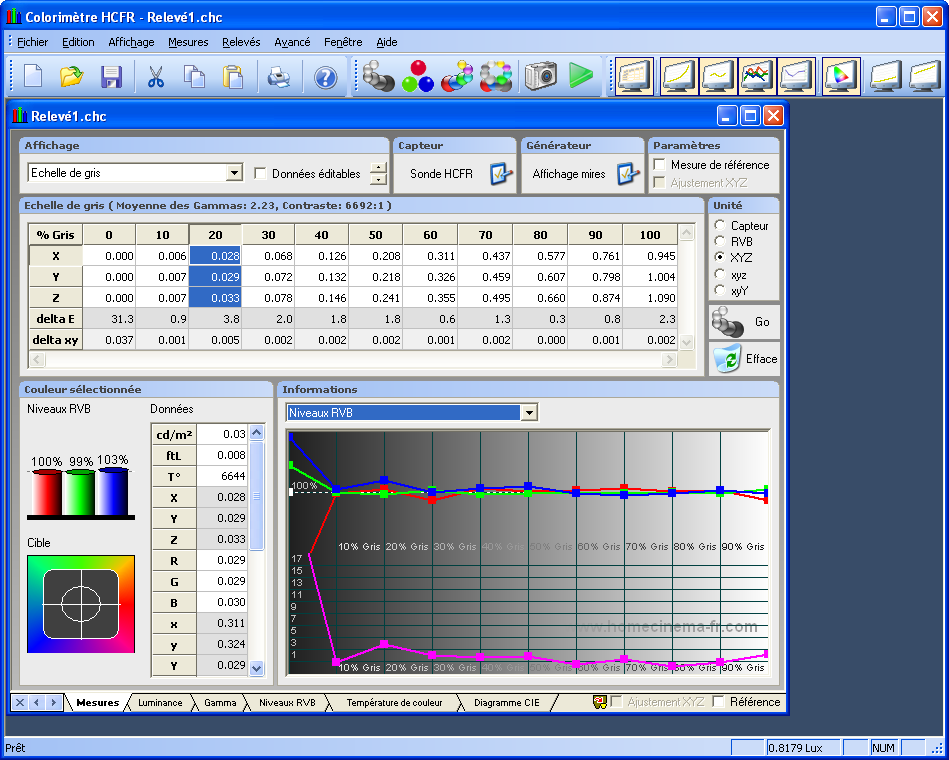 Colorimètre HCFR - Relevé1.chc
Fichier Edition Affichage Mesures Relevés Avancé Fenêtre Aide
Relevé1.chc
Affichage Capteur Générateur Paramètres
Echelle de gris Données éditables Sonde HCFR Affichage mires Mesure de référence
Ajustement XYZ
Echelle de gris ( Moyenne des Gammas: 2.23, Contraste: 6692:1 ) Unité
% Gris 0 10 20 30 40 50 60 70 80 90 100
X 0.000 0.006 0.028 0.068 0.126 0.208 0.311 0.437 0.577 0.761 0.945
Y 0.000 0.007 0.029 0.072 0.132 0.218 0.326 0.459 0.607 0.798 1.004
Z 0.000 0.007 0.033 0.078 0.146 0.241 0.355 0.495 0.660 0.874 1.090
delta E 31.3 0.9 3.8 2.0 1.8 1.8 0.6 1.3 0.3 0.8 2.3
delta xy 0.037 0.001 0.005 0.002 0.002 0.002 0.001 0.002 0.000 0.001 0.002
Capteur
RVB
XYZ
xyz
xyY
Go
Efface
Couleur sélectionnée
Niveaux RVB Données
100% 99% 103%
Cible
cd/m² 0.03
ftL 0.008
T° 6644
X 0.028
Y 0.029
Z 0.033
R 0.029
G 0.029
B 0.030
x 0.311
y 0.324
Y 0.029
Informations
Niveaux RVB
100%
10% Gris 20% Gris 30% Gris 40% Gris 50% Gris 60% Gris 70% Gris 80% Gris 90% Gris
17
15
13
11
9
7
5
3
1
www.homecinema-fr.com
10% Gris 20% Gris 30% Gris 40% Gris 50% Gris 60% Gris 70% Gris 80% Gris 90% Gris
Mesures Luminance Gamma Niveaux RVB Température de couleur Diagramme CIE Ajustement XYZ Référence
Prêt 0.8179 Lux NUM